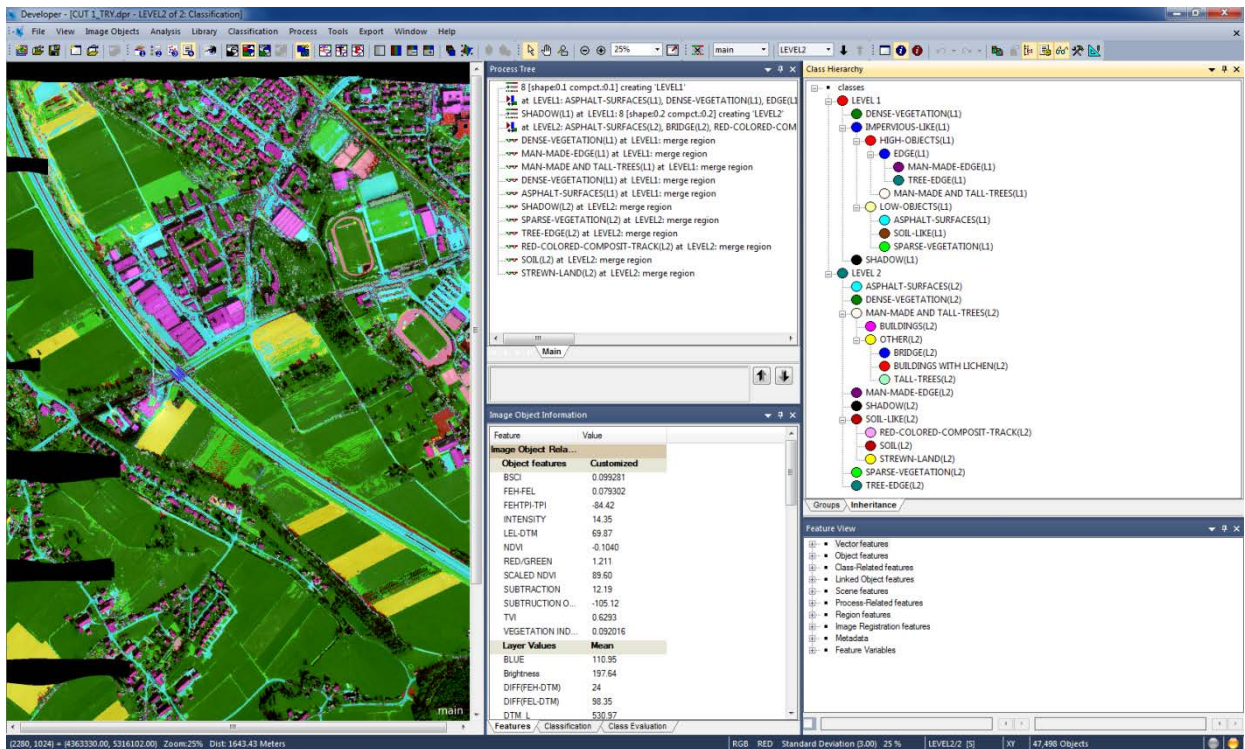 Developer - [CUT 1_TRY.dpr - LEVEL2 of 2: Classification]
File View Image Objects Analysis Library Classification Process Tools Export Window Help
25% main LEVEL2
main
Process Tree
8 [shape:0.1 compct.:0.1] creating 'LEVEL1'
at LEVEL1: ASPHALT-SURFACES(L1), DENSE-VEGETATION(L1), EDGE(L1
SHADOW(L1) at LEVEL1: 8 [shape:0.2 compct.:0.2] creating 'LEVEL2'
at LEVEL2: ASPHALT-SURFACES(L2), BRIDGE(L2), RED-COLORED-COM
DENSE-VEGETATION(L1) at LEVEL1: merge region
MAN-MADE-EDGE(L1) at LEVEL1: merge region
MAN-MADE AND TALL-TREES(L1) at LEVEL1: merge region
DENSE-VEGETATION(L1) at LEVEL2: merge region
ASPHALT-SURFACES(L1) at LEVEL2: merge region
SHADOW(L2) at LEVEL2: merge region
SPARSE-VEGETATION(L2) at LEVEL2: merge region
TREE-EDGE(L2) at LEVEL2: merge region
RED-COLORED-COMPOSIT-TRACK(L2) at LEVEL2: merge region
SOIL(L2) at LEVEL2: merge region
STREWN-LAND(L2) at LEVEL2: merge region
Main
Image Object Information
Feature Value
Image Object Rela...
Object features Customized
BSCI 0.099281
FEH-FEL 0.079302
FEHTPI-TPI -84.42
INTENSITY 14.35
LEL-DTM 69.87
NDVI -0.1040
RED/GREEN 1.211
SCALED NDVI 89.60
SUBTRACTION 12.19
SUBTRUCTION O... -105.12
TVI 0.6293
VEGETATION IND... 0.092016
Layer Values Mean
BLUE 110.95
Brightness 197.64
DIFF(FEH-DTM) 24
DIFF(FEL-DTM) 98.35
DTM_L 530.97
Features Classification Class Evaluation
Class Hierarchy
classes
LEVEL 1
DENSE-VEGETATION(L1)
IMPERVIOUS-LIKE(L1)
HIGH-OBJECTS(L1)
EDGE(L1)
MAN-MADE-EDGE(L1)
TREE-EDGE(L1)
MAN-MADE AND TALL-TREES(L1)
LOW-OBJECTS(L1)
ASPHALT-SURFACES(L1)
SOIL-LIKE(L1)
SPARSE-VEGETATION(L1)
SHADOW(L1)
LEVEL 2
ASPHALT-SURFACES(L2)
DENSE-VEGETATION(L2)
MAN-MADE AND TALL-TREES(L2)
BUILDINGS(L2)
OTHER(L2)
BRIDGE(L2)
BUILDINGS WITH LICHEN(L2)
TALL-TREES(L2)
MAN-MADE-EDGE(L2)
SHADOW(L2)
SOIL-LIKE(L2)
RED-COLORED-COMPOSIT-TRACK(L2)
SOIL(L2)
STREWN-LAND(L2)
SPARSE-VEGETATION(L2)
TREE-EDGE(L2)
Groups Inheritance
Feature View
Vector features
Object features
Class-Related features
Linked Object features
Scene features
Process-Related features
Region features
Image Registration features
Metadata
Feature Variables
(2280, 1024) = (4363330.00, 5316102.00) Zoom:25% Dist: 1643.43 Meters RGB RED Standard Deviation (3.00) 25 % LEVEL2/2 [S] XY 47,498 Objects